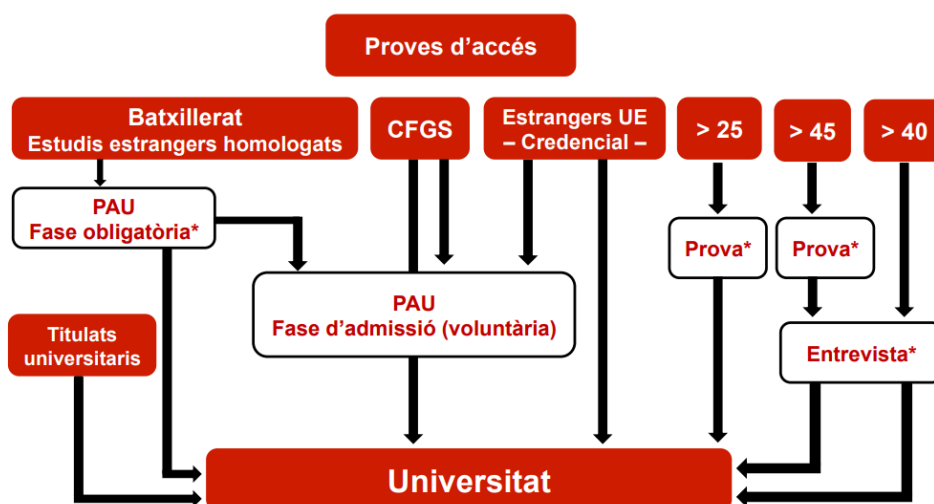 Proves d’accés
Batxillerat
Estudis estrangers homologats
CFGS
Estrangers UE
– Credencial –
> 25
> 45
> 40
PAU
Fase obligatòria*
Prova*
Prova*
PAU
Fase d’admissió (voluntària)
Titulats
universitaris
Entrevista*
Universitat